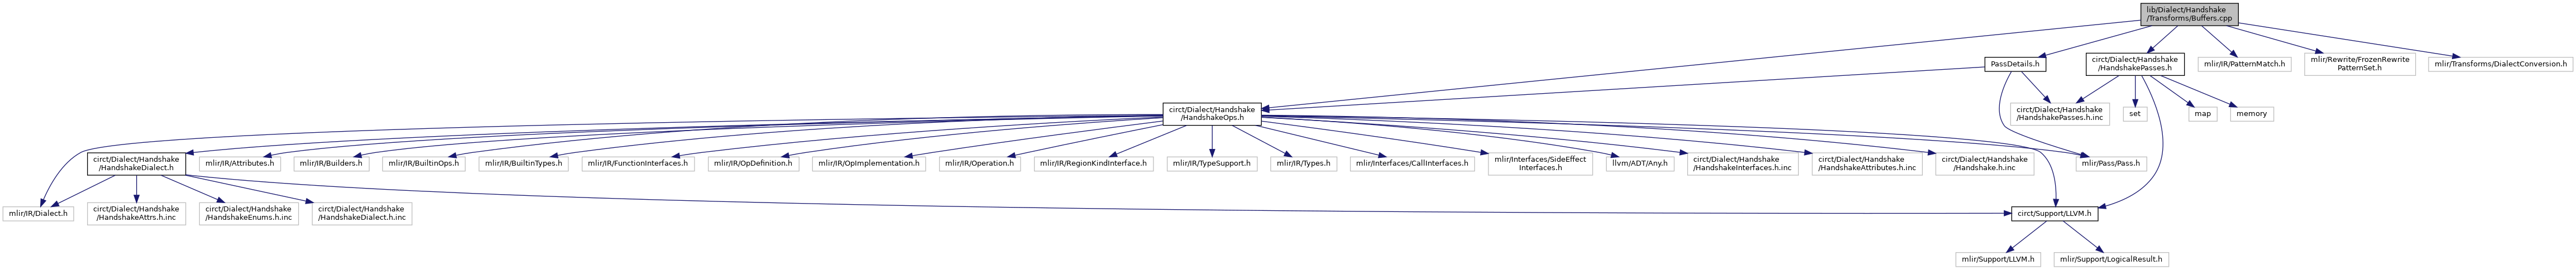 lib/Dialect/Handshake
/Transforms/Buffers.cpp
PassDetails.h
circt/Dialect/Handshake
/HandshakePasses.h
mlir/IR/PatternMatch.h
mlir/Rewrite/FrozenRewrite
PatternSet.h
mlir/Transforms/DialectConversion.h
circt/Dialect/Handshake
/HandshakeOps.h
circt/Dialect/Handshake
/HandshakePasses.h.inc
set
map
memory
circt/Dialect/Handshake
/HandshakeDialect.h
mlir/IR/Attributes.h
mlir/IR/Builders.h
mlir/IR/BuiltinOps.h
mlir/IR/BuiltinTypes.h
mlir/IR/FunctionInterfaces.h
mlir/IR/OpDefinition.h
mlir/IR/OpImplementation.h
mlir/IR/Operation.h
mlir/IR/RegionKindInterface.h
mlir/IR/TypeSupport.h
mlir/IR/Types.h
mlir/Interfaces/CallInterfaces.h
mlir/Interfaces/SideEffect
Interfaces.h
llvm/ADT/Any.h
circt/Dialect/Handshake
/HandshakeInterfaces.h.inc
circt/Dialect/Handshake
/HandshakeAttributes.h.inc
circt/Dialect/Handshake
/Handshake.h.inc
mlir/Pass/Pass.h
mlir/IR/Dialect.h
circt/Dialect/Handshake
/HandshakeAttrs.h.inc
circt/Dialect/Handshake
/HandshakeEnums.h.inc
circt/Dialect/Handshake
/HandshakeDialect.h.inc
circt/Support/LLVM.h
mlir/Support/LLVM.h
mlir/Support/LogicalResult.h